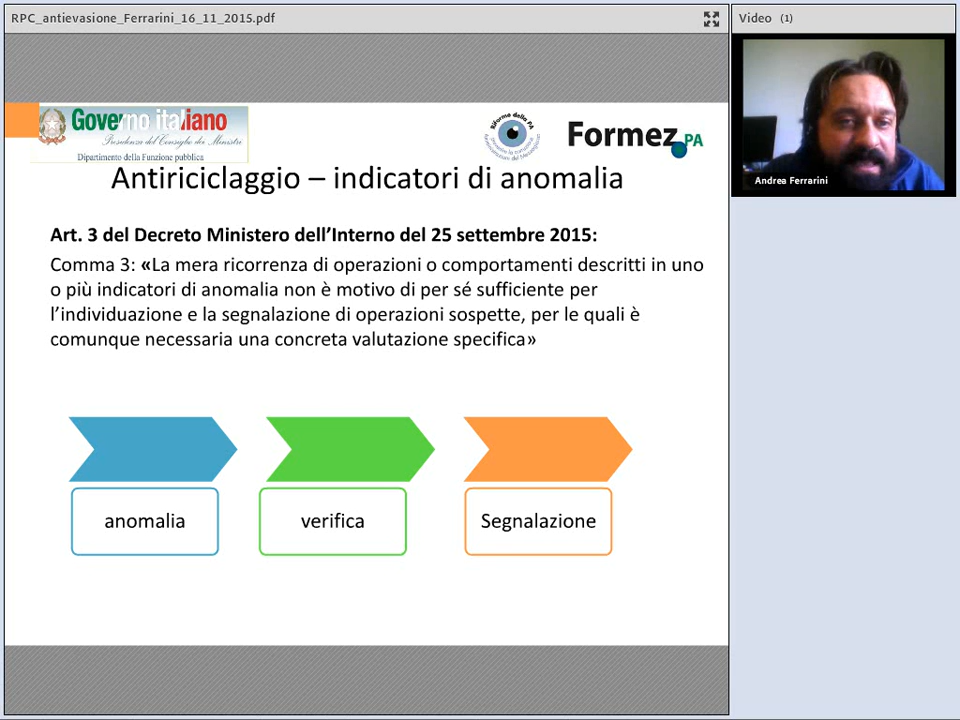 RPC_antievasione_Ferrarini_16_11_2015.pdf
Video (1)
Governo italiano
Presidenza del Consiglio dei Ministri
Dipartimento della Funzione pubblica
Riforme della PA
Formez PA
Andrea Ferrarini
Antiriciclaggio – indicatori di anomalia
Art. 3 del Decreto Ministero dell’Interno del 25 settembre 2015:
Comma 3: «La mera ricorrenza di operazioni o comportamenti descritti in uno
o più indicatori di anomalia non è motivo di per sé sufficiente per
l’individuazione e la segnalazione di operazioni sospette, per le quali è
comunque necessaria una concreta valutazione specifica»
anomalia
verifica
Segnalazione